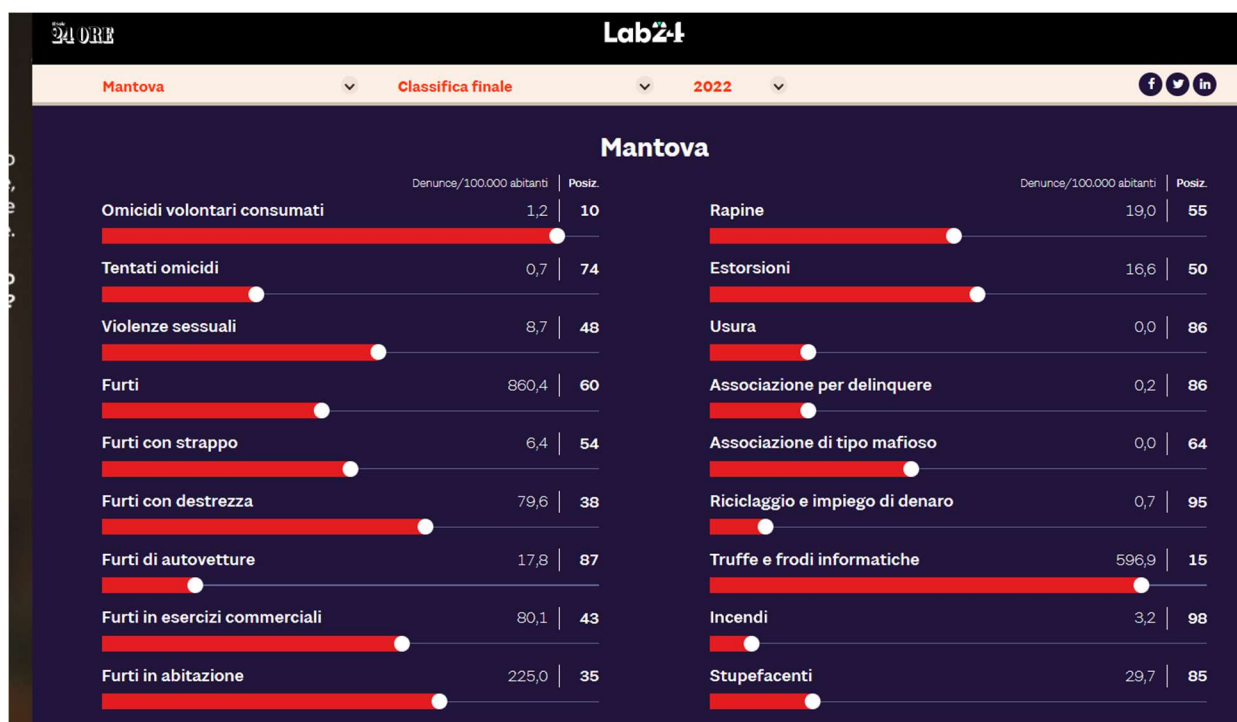 Il Sole
24 ORE
Lab24
Mantova
Classifica finale
2022
Mantova
Denunce/100.000 abitanti Posiz.
Omicidi volontari consumati 1,2 10
Tentati omicidi 0,7 74
Violenze sessuali 8,7 48
Furti 860,4 60
Furti con strappo 6,4 54
Furti con destrezza 79,6 38
Furti di autovetture 17,8 87
Furti in esercizi commerciali 80,1 43
Furti in abitazione 225,0 35
Denunce/100.000 abitanti Posiz.
Rapine 19,0 55
Estorsioni 16,6 50
Usura 0,0 86
Associazione per delinquere 0,2 86
Associazione di tipo mafioso 0,0 64
Riciclaggio e impiego di denaro 0,7 95
Truffe e frodi informatiche 596,9 15
Incendi 3,2 98
Stupefacenti 29,7 85